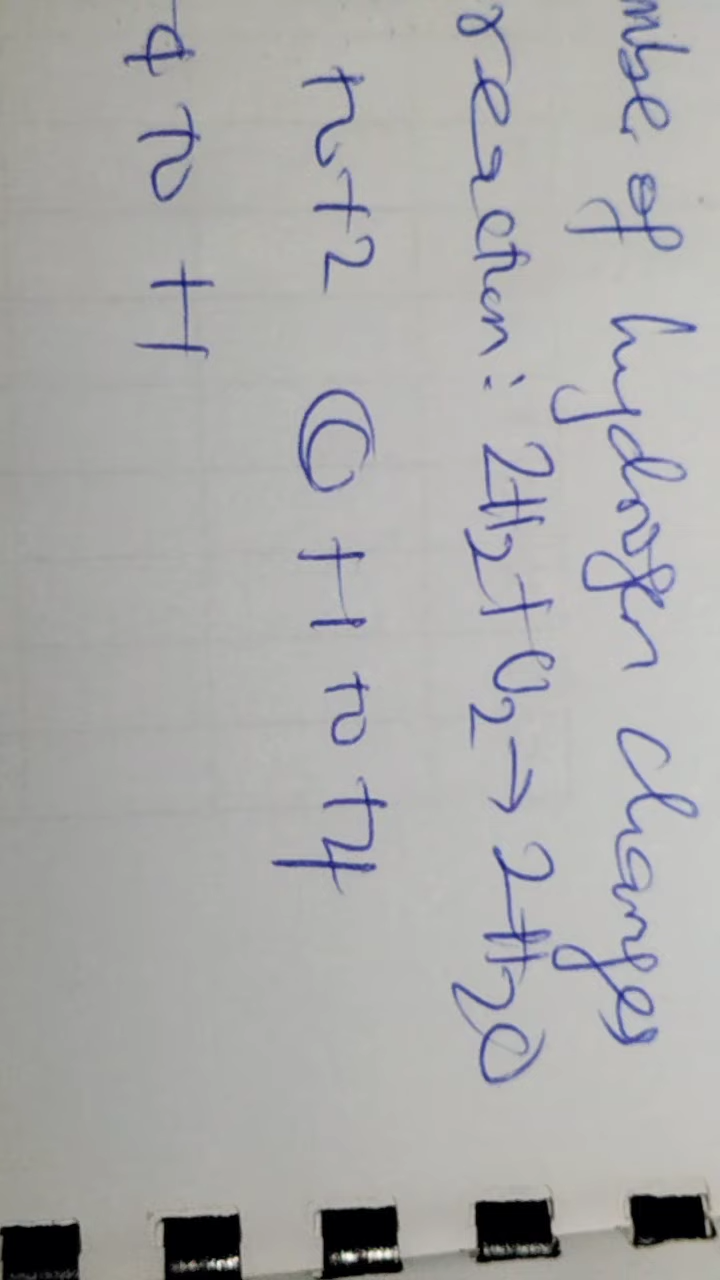 of hydrogen changes
reaction: 2H₂+O₂→2H₂O
to +2 © +1 to +4
to +1